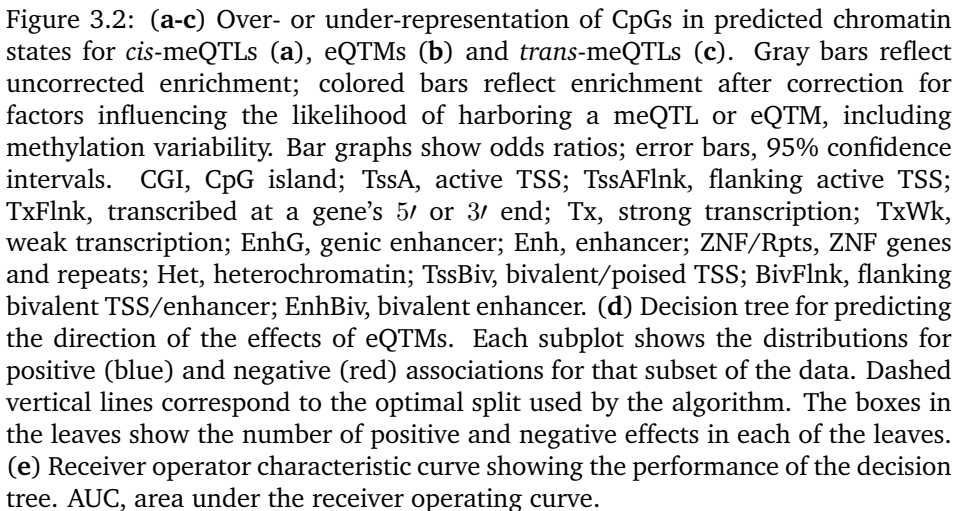 Figure 3.2: (a-c) Over- or under-representation of CpGs in predicted chromatin
states for cis-meQTLs (a), eQTMs (b) and trans-meQTLs (c). Gray bars reflect
uncorrected enrichment; colored bars reflect enrichment after correction for
factors influencing the likelihood of harboring a meQTL or eQTM, including
methylation variability. Bar graphs show odds ratios; error bars, 95% confidence
intervals. CGI, CpG island; TssA, active TSS; TssAFlnk, flanking active TSS;
TxFlnk, transcribed at a gene's 5′ or 3′ end; Tx, strong transcription; TxWk,
weak transcription; EnhG, genic enhancer; Enh, enhancer; ZNF/Rpts, ZNF genes
and repeats; Het, heterochromatin; TssBiv, bivalent/poised TSS; BivFlnk, flanking
bivalent TSS/enhancer; EnhBiv, bivalent enhancer. (d) Decision tree for predicting
the direction of the effects of eQTMs. Each subplot shows the distributions for
positive (blue) and negative (red) associations for that subset of the data. Dashed
vertical lines correspond to the optimal split used by the algorithm. The boxes in
the leaves show the number of positive and negative effects in each of the leaves.
(e) Receiver operator characteristic curve showing the performance of the decision
tree. AUC, area under the receiver operating curve.